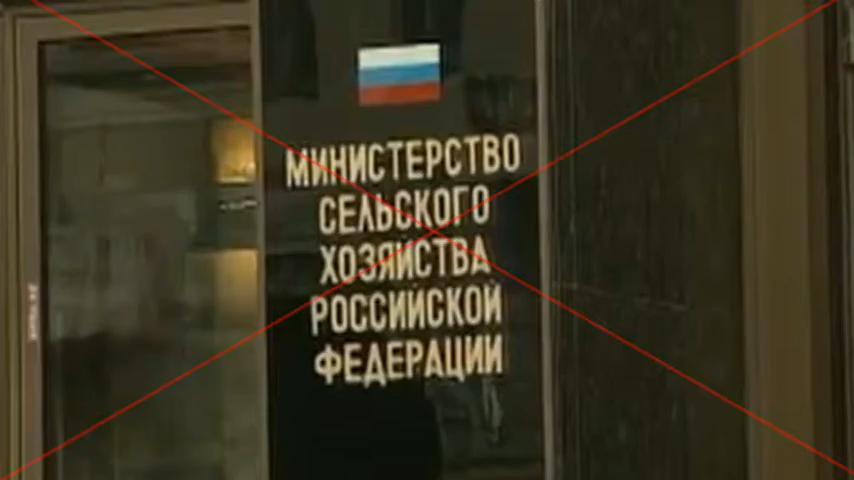 МИНИСТЕРСТВО
СЕЛЬСКОГО
ХОЗЯЙСТВА
РОССИЙСКОЙ
ФЕДЕРАЦИИ